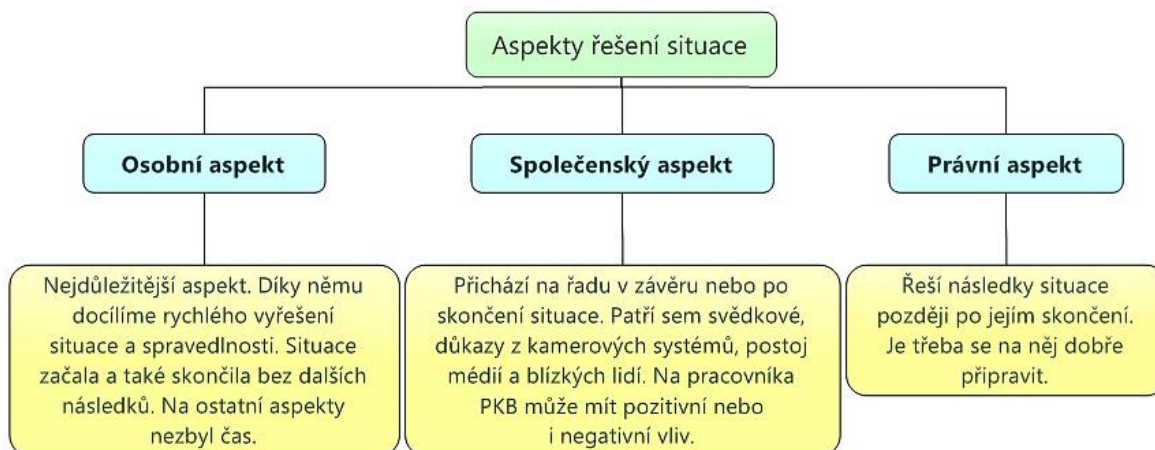 Aspekty řešení situace
Osobní aspekt
Společenský aspekt
Právní aspekt
Nejdůležitější aspekt. Díky němu
docílíme rychlého vyřešení
situace a spravedlnosti. Situace
začala a také skončila bez dalších
následků. Na ostatní aspekty
nezbyl čas.
Přichází na řadu v závěru nebo po
skončení situace. Patří sem svědkové,
důkazy z kamerových systémů, postoj
médií a blízkých lidí. Na pracovníka
PKB může mít pozitivní nebo
i negativní vliv.
Řeší následky situace
později po jejím skončení.
Je třeba se na něj dobře
připravit.